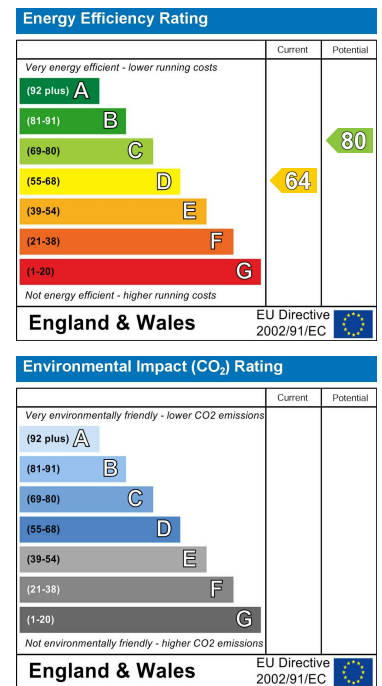 Energy Efficiency Rating
Current Potential
Very energy efficient - lower running costs
(92 plus) A
(81-91) B
(69-80) C
(55-68) D
(39-54) E
(21-38) F
(1-20) G
64
80
Not energy efficient - higher running costs
England & Wales
EU Directive
2002/91/EC
Environmental Impact (CO₂) Rating
Current Potential
Very environmentally friendly - lower CO2 emissions
(92 plus) A
(81-91) B
(69-80) C
(55-68) D
(39-54) E
(21-38) F
(1-20) G
Not environmentally friendly - higher CO2 emissions
England & Wales
EU Directive
2002/91/EC